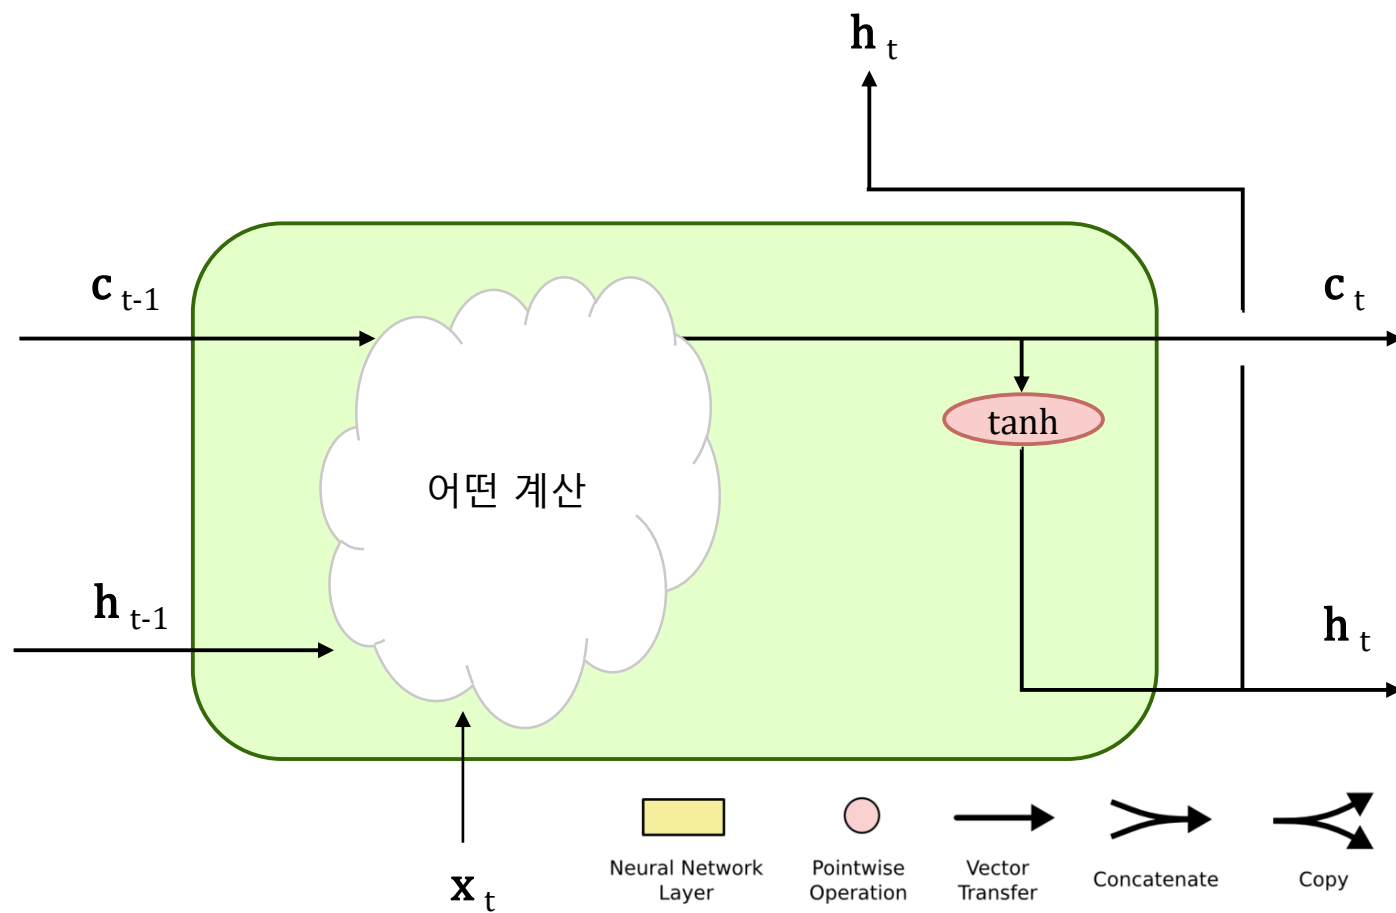 h t
c t-1
c t
tanh
어떤 계산
h t-1
h t
x t
Neural Network
Layer
Pointwise
Operation
Vector
Transfer
Concatenate
Copy